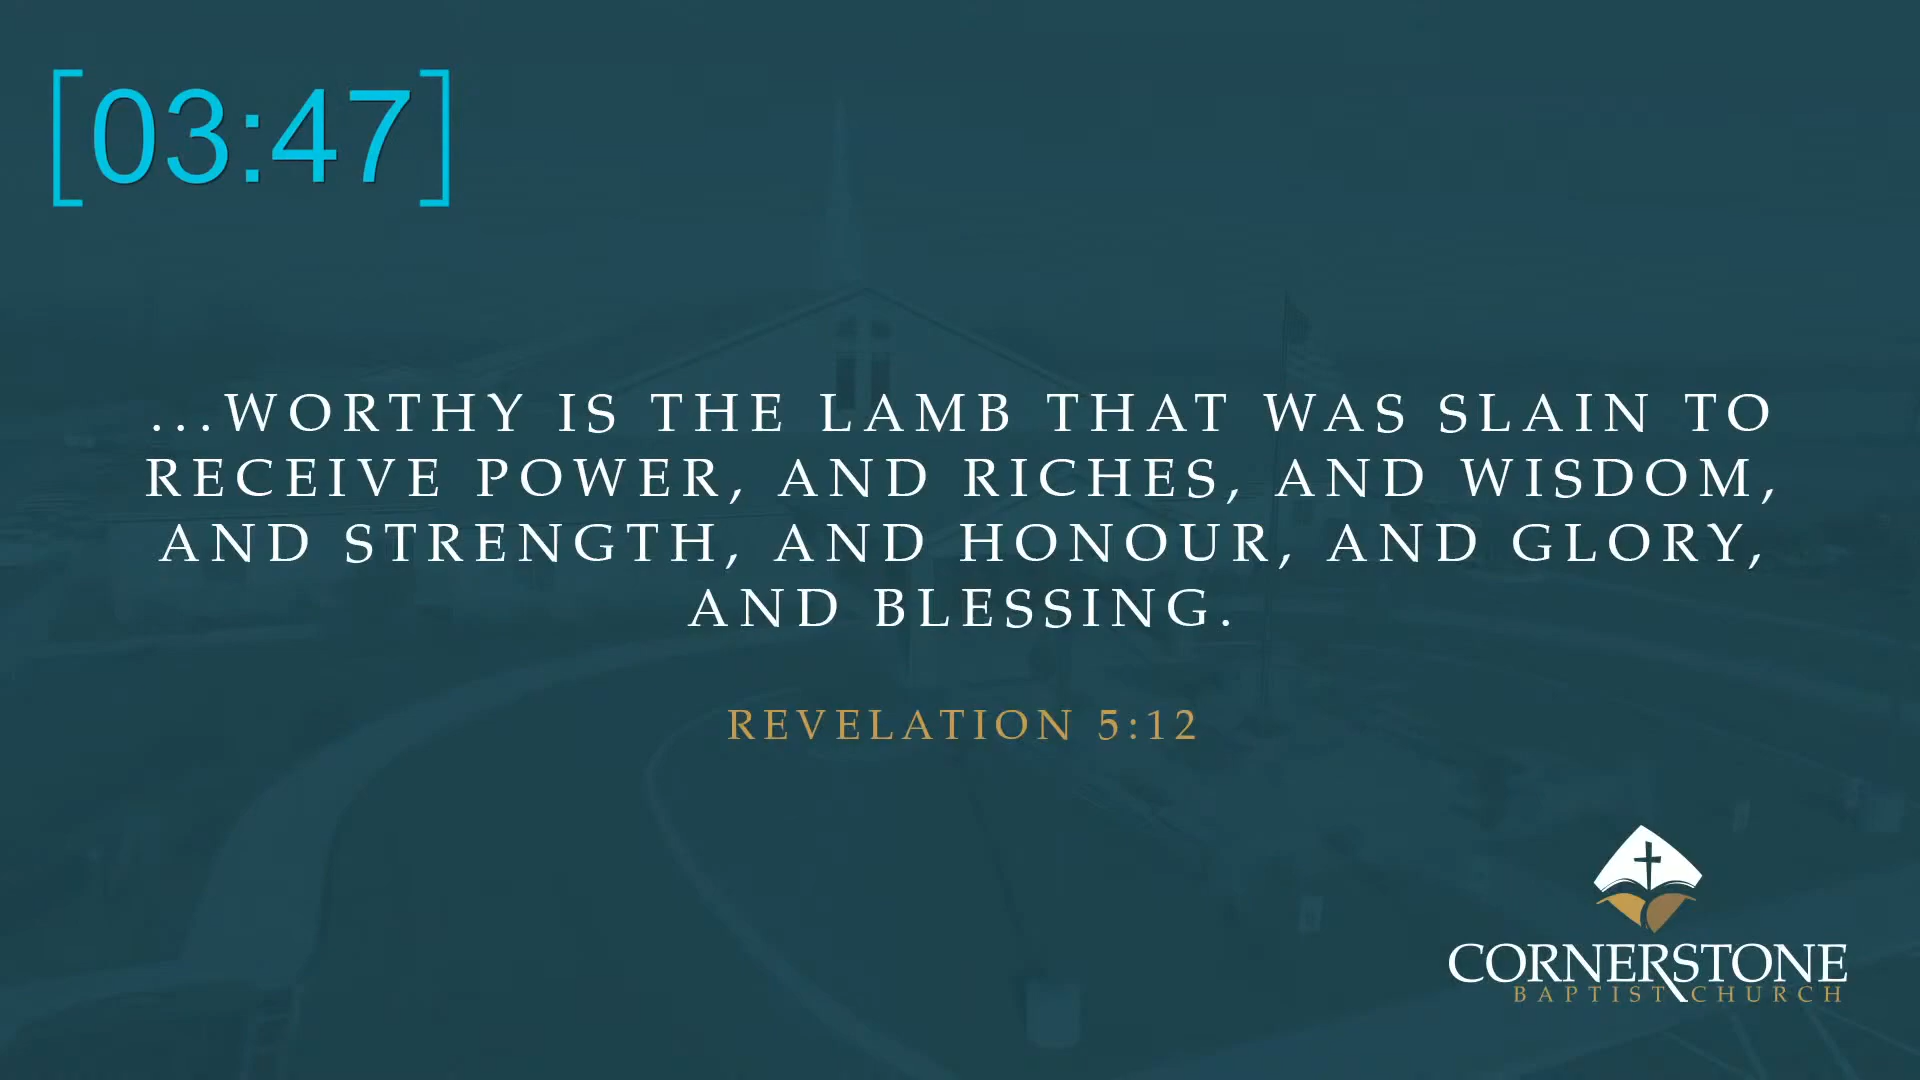 [03:47]
...WORTHY IS THE LAMB THAT WAS SLAIN TO
RECEIVE POWER, AND RICHES, AND WISDOM,
AND STRENGTH, AND HONOUR, AND GLORY,
AND BLESSING.
REVELATION 5:12
CORNERSTONE
BAPTIST CHURCH